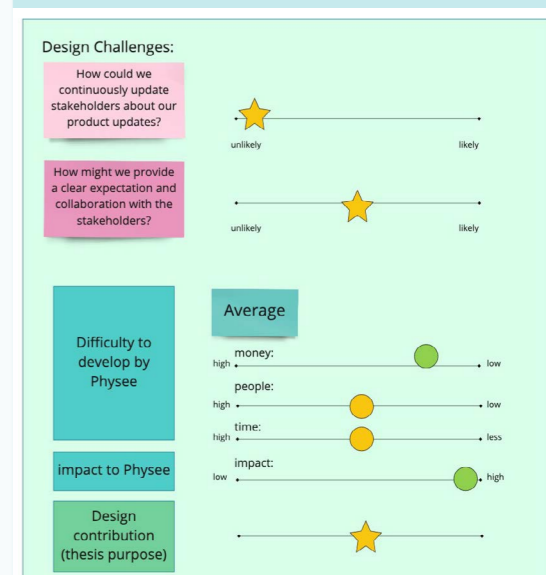 Design Challenges:
How could we
continuously update
stakeholders about our
product updates?
unlikely
likely
How might we provide
a clear expectation and
collaboration with the
stakeholders?
unlikely
likely
Difficulty to
develop by
Physee
Average
money:
high
low
people:
high
low
time:
high
less
impact to Physee
impact:
low
high
Design
contribution
(thesis purpose)